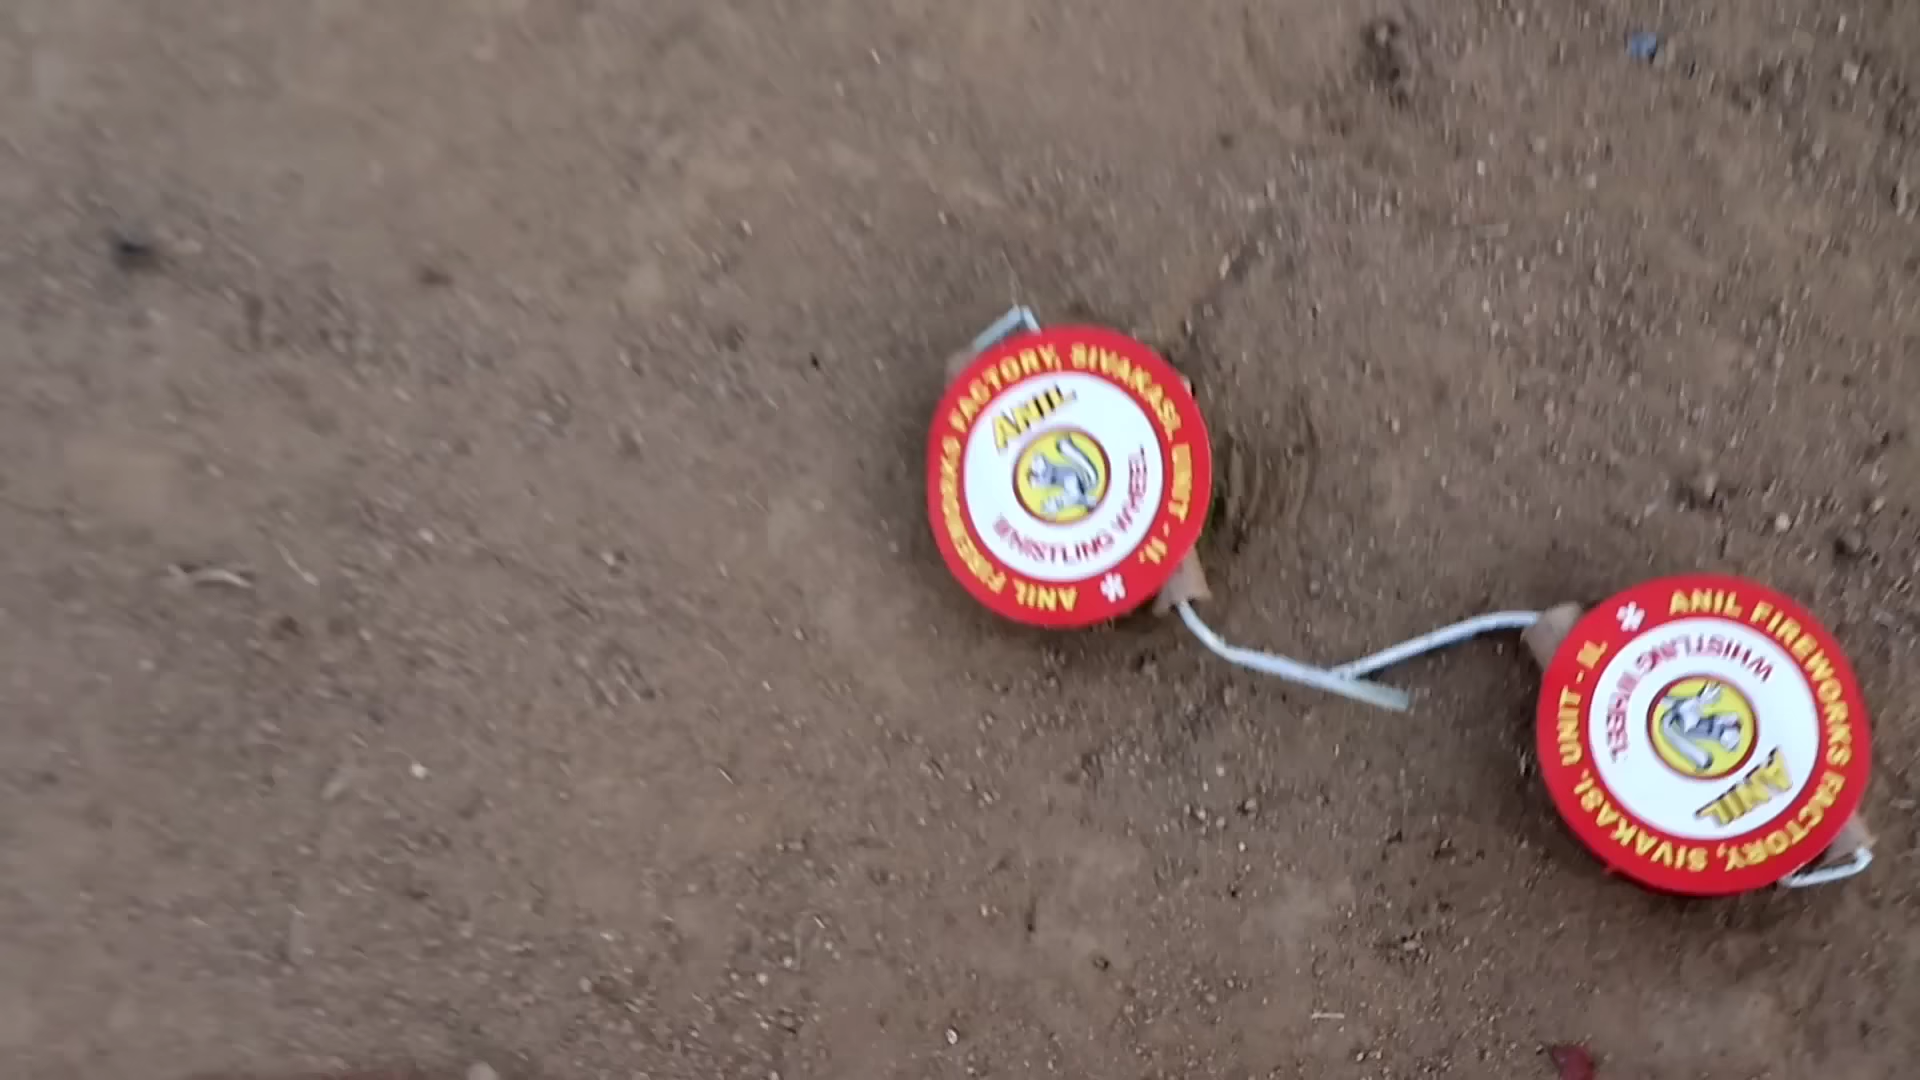 ANIL FIREWORKS FACTORY, SIVAKASI, UNIT - II.
ANIL
WHISTLING WHEEL
ANIL FIREWORKS FACTORY, SIVAKASI, UNIT - II.
WHISTLING WHEEL
ANIL